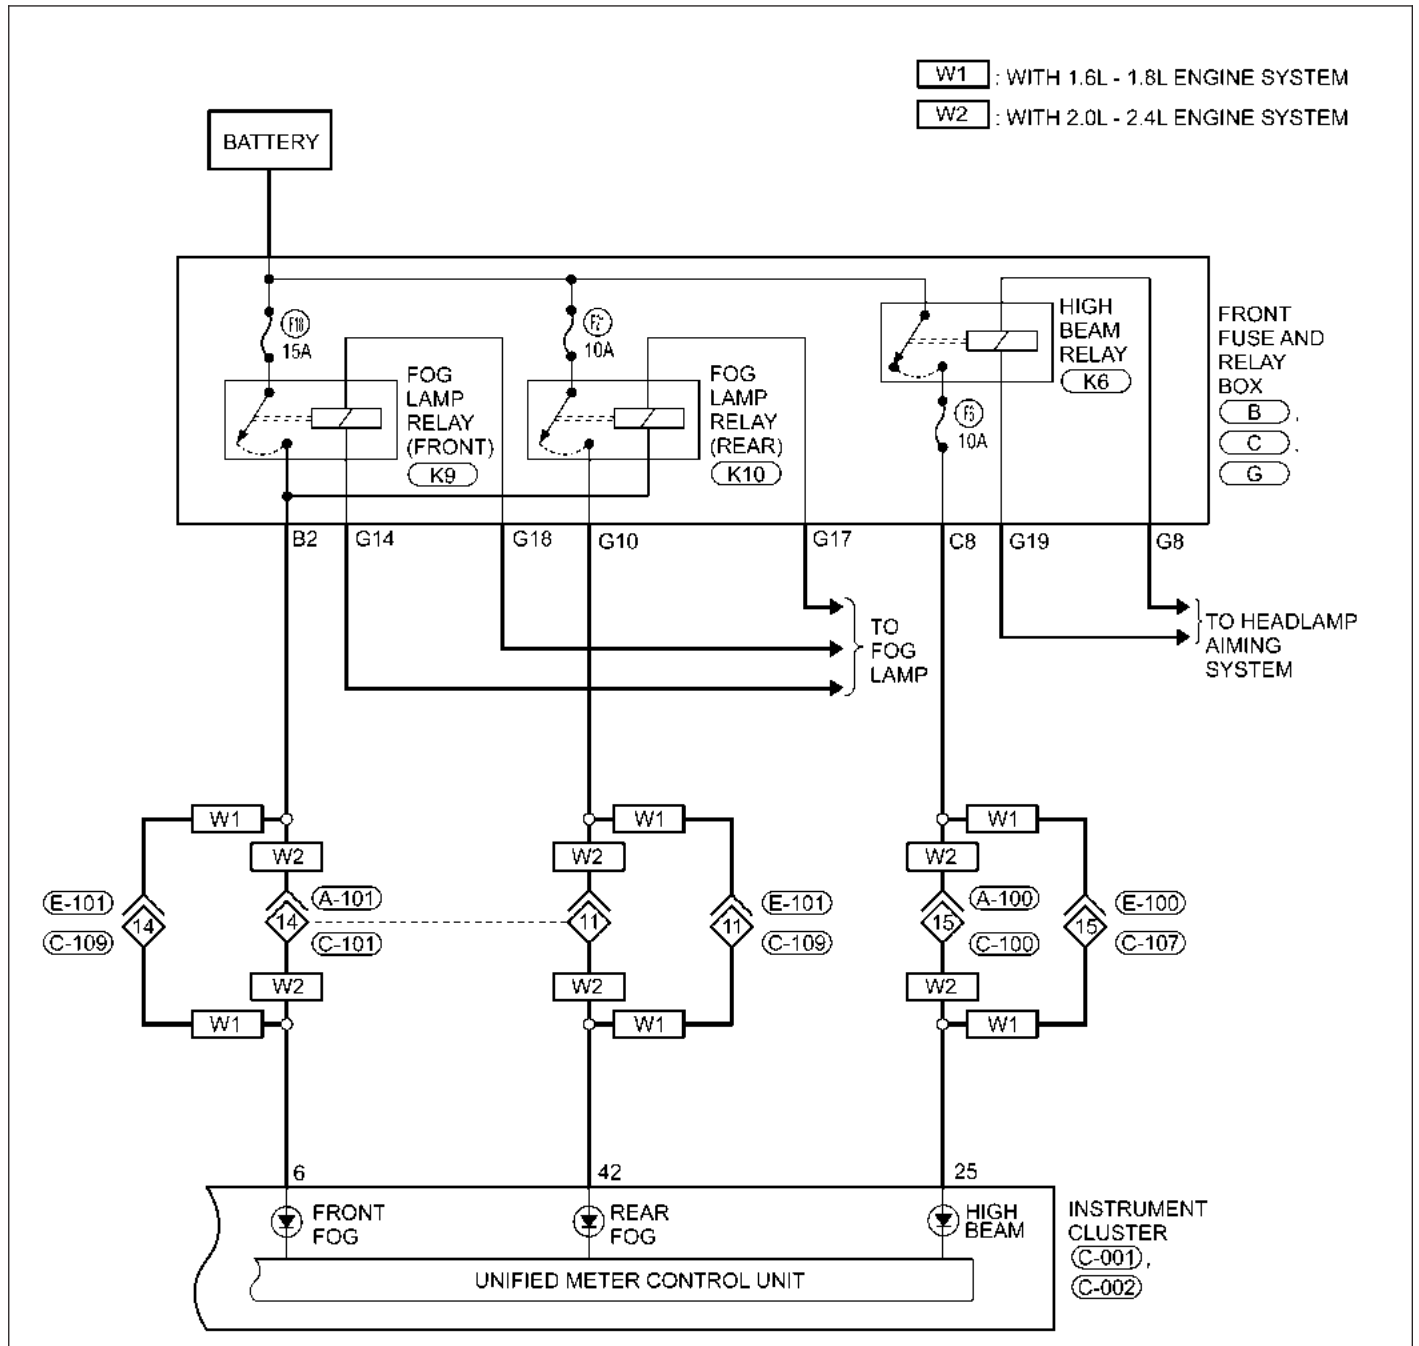 W1 : WITH 1.6L - 1.8L ENGINE SYSTEM
W2 : WITH 2.0L - 2.4L ENGINE SYSTEM
BATTERY
F18
15A
10A
FOG
LAMP
RELAY
(FRONT)
K9
FOG
LAMP
RELAY
(REAR)
K10
HIGH
BEAM
RELAY
K6
10A
FRONT
FUSE AND
RELAY
BOX
B ,
C ,
G
B2 G14 G18 G10 G17 C8 G19 G8
TO
FOG
LAMP
TO HEADLAMP
AIMING
SYSTEM
W1 W1 W1
W2 W2 W2
E-101 A-101 E-101 A-100 E-100
14 14 11 11 15 15
C-109 C-101 C-109 C-100 C-107
W2 W2 W2
W1 W1 W1
6 42 25
FRONT
FOG
REAR
FOG
HIGH
BEAM
INSTRUMENT
CLUSTER
C-001 ,
C-002
UNIFIED METER CONTROL UNIT